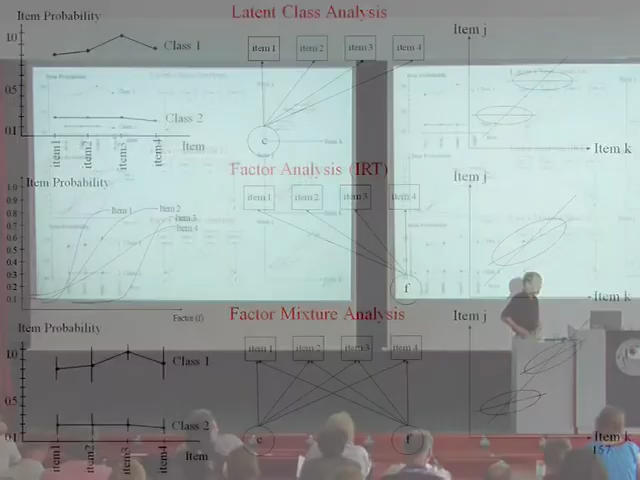 Latent Class Analysis
Item Probability
Item j
1.0
0.5
0.1
Class 1
Class 2
item1
item2
item3
item4
Item
item 1
item 2
item 3
item 4
c
Item k
Factor Analysis (IRT)
Item Probability
Item j
1.0
0.9
0.8
0.7
0.6
0.5
0.4
0.3
0.2
0.1
Item 1
Item 2
Item 3
Item 4
Factor (f)
item 1
item 2
item 3
item 4
f
Item k
Factor Mixture Analysis
Item Probability
Item j
1.0
0.5
0.1
Class 1
Class 2
item1
item2
item3
item4
Item
item 1
item 2
item 3
item 4
c
f
Item k
157